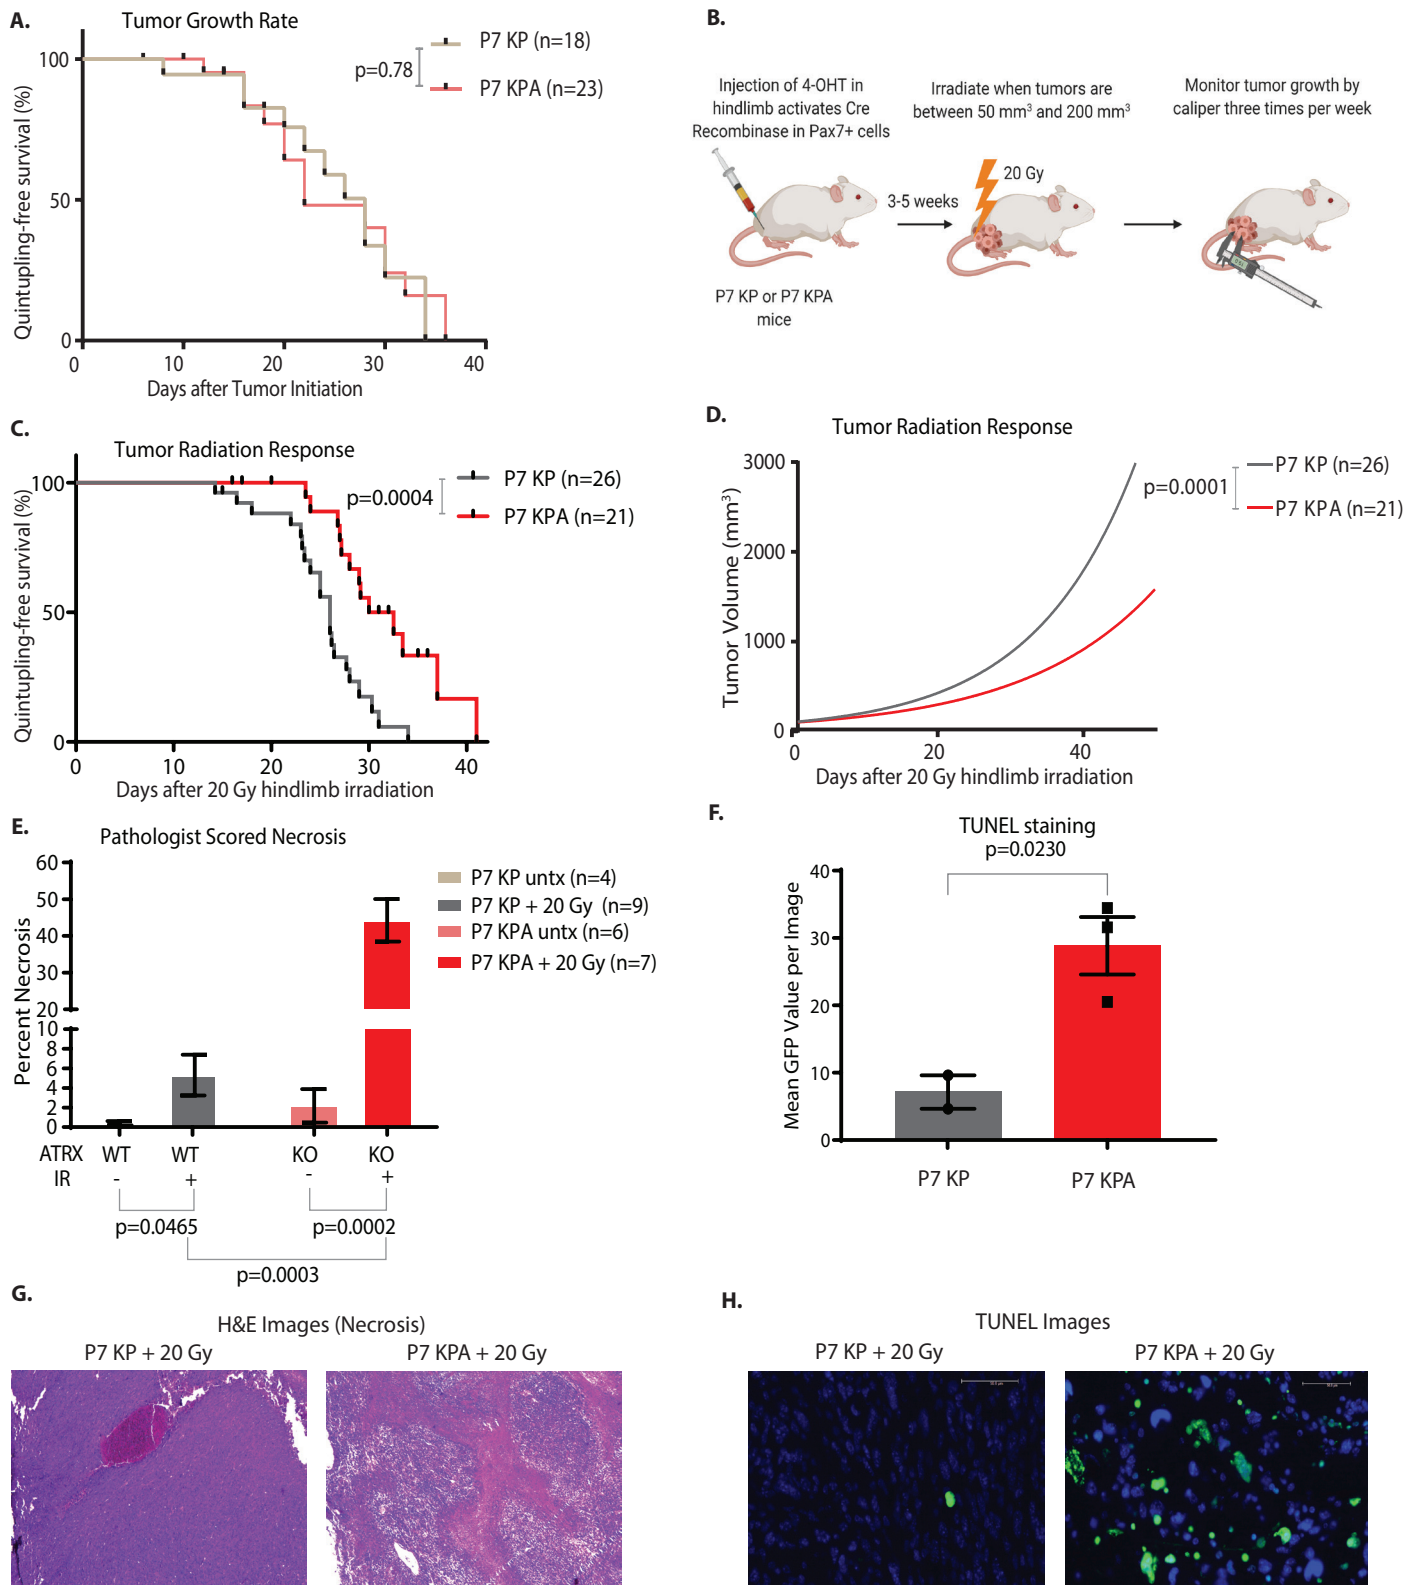 A.
Tumor Growth Rate
P7 KP (n=18)
p=0.78
P7 KPA (n=23)
Quintupling-free survival (%)
100
50
0
0 10 20 30 40
Days after Tumor Initiation
B.
Injection of 4-OHT in
hindlimb activates Cre
Recombinase in Pax7+ cells
Irradiate when tumors are
between 50 mm³ and 200 mm³
Monitor tumor growth by
caliper three times per week
3-5 weeks
20 Gy
P7 KP or P7 KPA
mice
C.
Tumor Radiation Response
P7 KP (n=26)
p=0.0004
P7 KPA (n=21)
Quintupling-free survival (%)
100
50
0
0 10 20 30 40
Days after 20 Gy hindlimb irradiation
D.
Tumor Radiation Response
P7 KP (n=26)
p=0.0001
P7 KPA (n=21)
Tumor Volume (mm³)
3000
2000
1000
0
0 20 40
Days after 20 Gy hindlimb irradiation
E.
Pathologist Scored Necrosis
P7 KP untx (n=4)
P7 KP + 20 Gy (n=9)
P7 KPA untx (n=6)
P7 KPA + 20 Gy (n=7)
Percent Necrosis
60
50
40
30
20
10
8
6
4
2
0
ATRX WT WT KO KO
IR - + - +
p=0.0465 p=0.0002
p=0.0003
F.
TUNEL staining
p=0.0230
Mean GFP Value per Image
40
30
20
10
0
P7 KP P7 KPA
G.
H&E Images (Necrosis)
P7 KP + 20 Gy P7 KPA + 20 Gy
H.
TUNEL Images
P7 KP + 20 Gy P7 KPA + 20 Gy